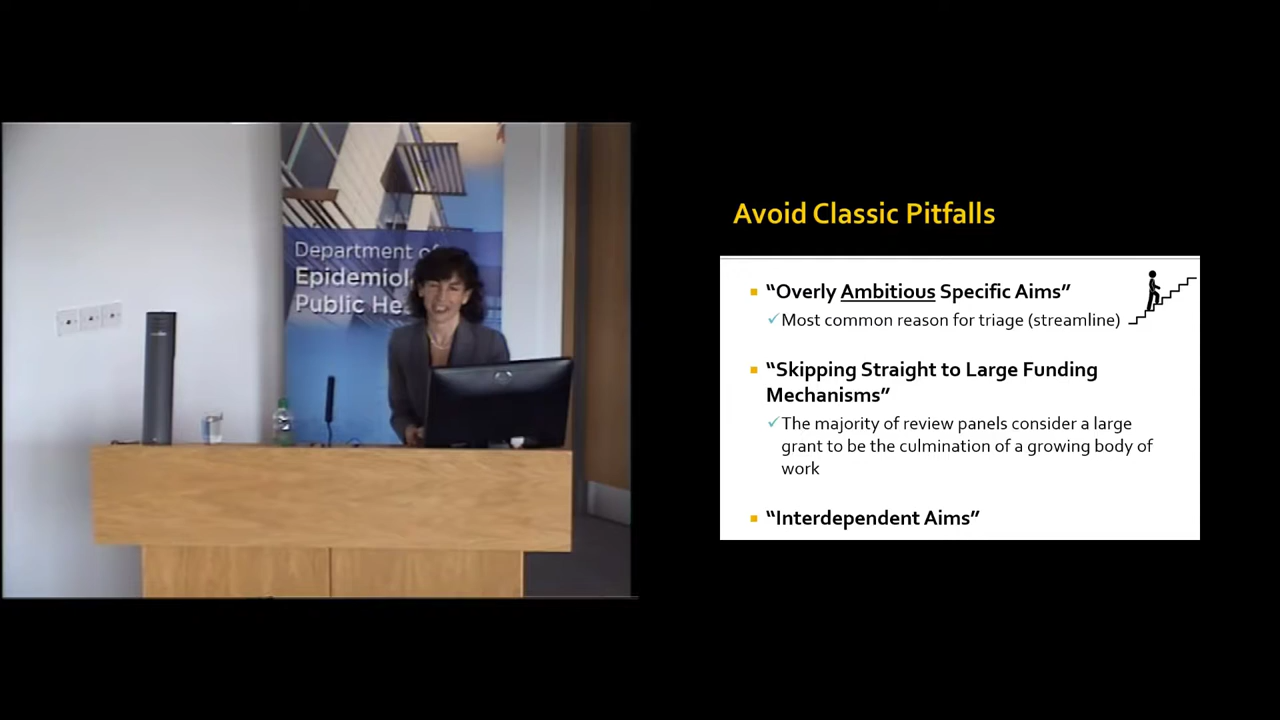 Department of
Epidemiol
Public Hea
Avoid Classic Pitfalls
“Overly Ambitious Specific Aims”
✓Most common reason for triage (streamline)
“Skipping Straight to Large Funding
Mechanisms”
✓The majority of review panels consider a large
grant to be the culmination of a growing body of
work
“Interdependent Aims”